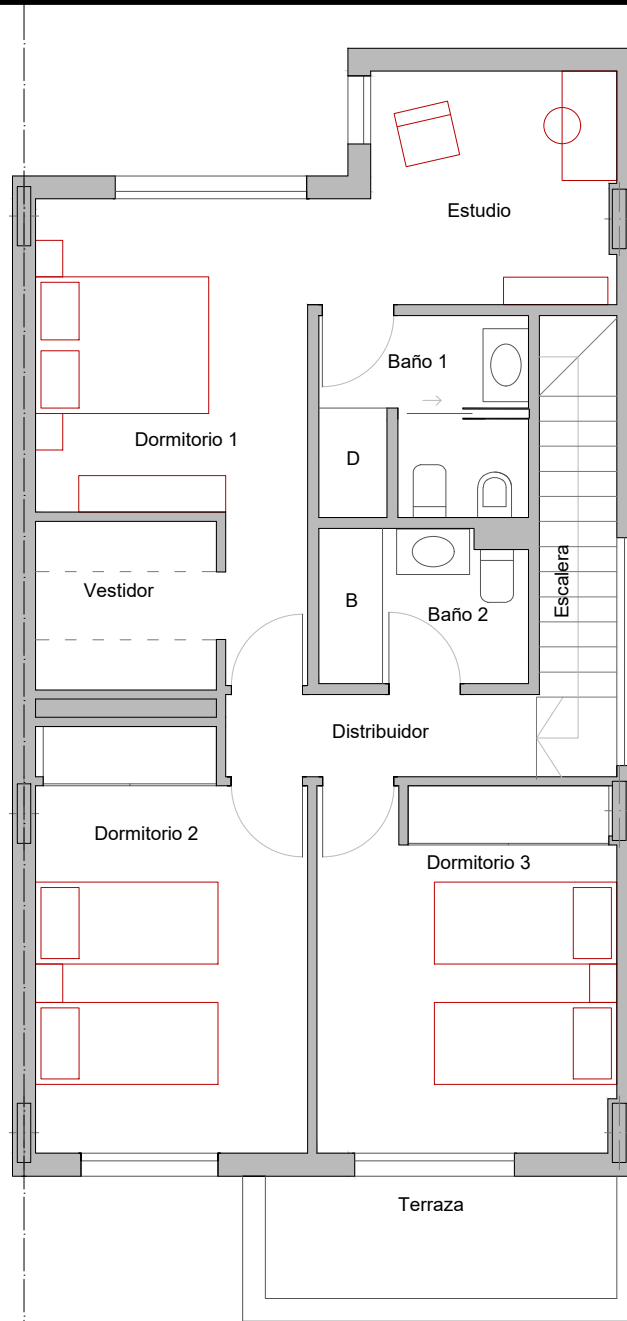 Estudio
Baño 1
Dormitorio 1
D
Vestidor
B
Baño 2
Escalera
Distribuidor
Dormitorio 2
Dormitorio 3
Terraza